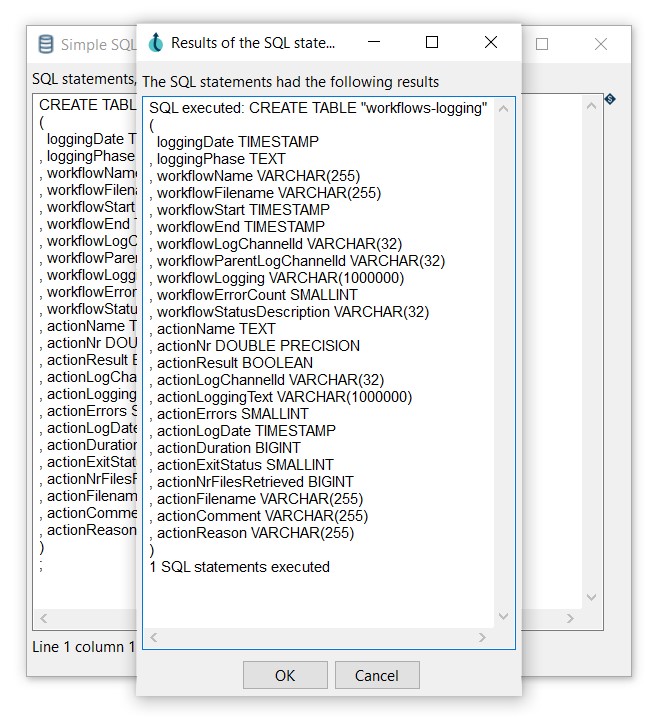 Simple SQL
Results of the SQL state...
SQL statements,
The SQL statements had the following results
CREATE TABL
(
loggingDate T
, loggingPhase
, workflowNam
, workflowFilen
, workflowStart
, workflowEnd T
, workflowLogC
, workflowParen
, workflowLogg
, workflowError
, workflowStatu
, actionName T
, actionNr DOU
, actionResult B
, actionLogCha
, actionLogging
, actionErrors S
, actionLogDate
, actionDuration
, actionExitStat
, actionNrFilesR
, actionFilenam
, actionComme
, actionReason
)
;
SQL executed: CREATE TABLE "workflows-logging"
(
loggingDate TIMESTAMP
, loggingPhase TEXT
, workflowName VARCHAR(255)
, workflowFilename VARCHAR(255)
, workflowStart TIMESTAMP
, workflowEnd TIMESTAMP
, workflowLogChannelId VARCHAR(32)
, workflowParentLogChannelId VARCHAR(32)
, workflowLogging VARCHAR(1000000)
, workflowErrorCount SMALLINT
, workflowStatusDescription VARCHAR(32)
, actionName TEXT
, actionNr DOUBLE PRECISION
, actionResult BOOLEAN
, actionLogChannelId VARCHAR(32)
, actionLoggingText VARCHAR(1000000)
, actionErrors SMALLINT
, actionLogDate TIMESTAMP
, actionDuration BIGINT
, actionExitStatus SMALLINT
, actionNrFilesRetrieved BIGINT
, actionFilename VARCHAR(255)
, actionComment VARCHAR(255)
, actionReason VARCHAR(255)
)
1 SQL statements executed
Line 1 column 1
OK
Cancel